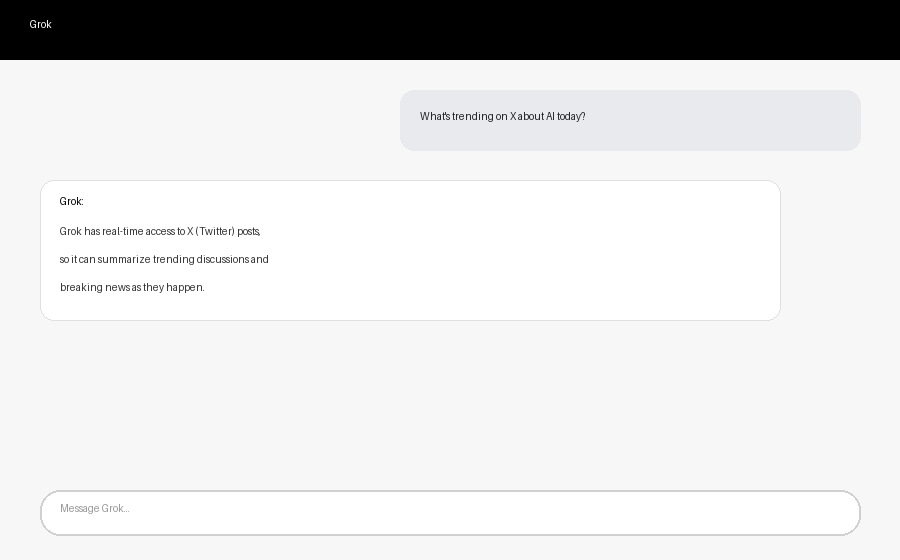 Grok
What's trending on X about AI today?
Grok:
Grok has real-time access to X (Twitter) posts,
so it can summarize trending discussions and
breaking news as they happen.
Message Grok...